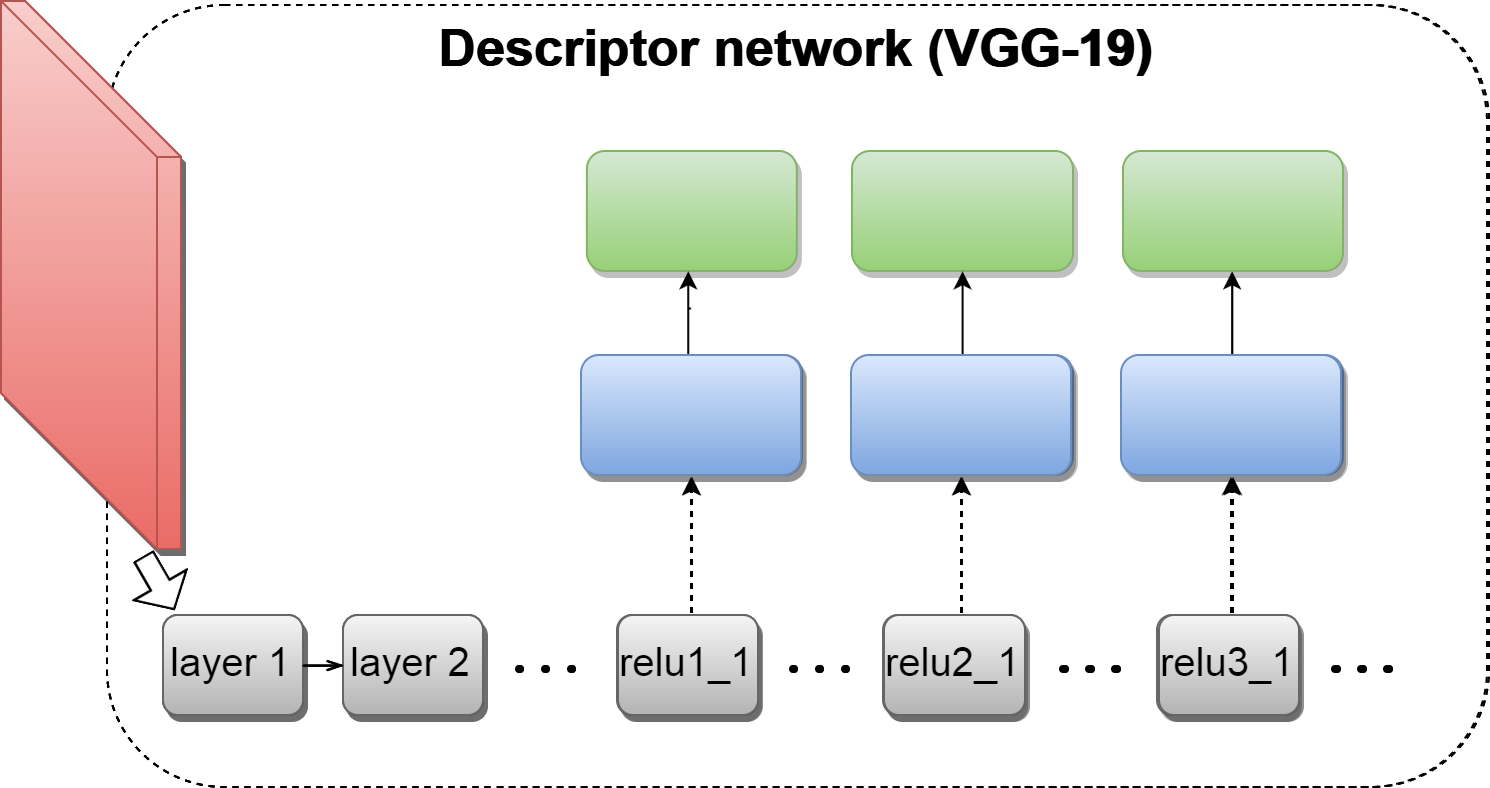 Descriptor network (VGG-19)
layer 1
layer 2
...
relu1_1
...
relu2_1
...
relu3_1
...